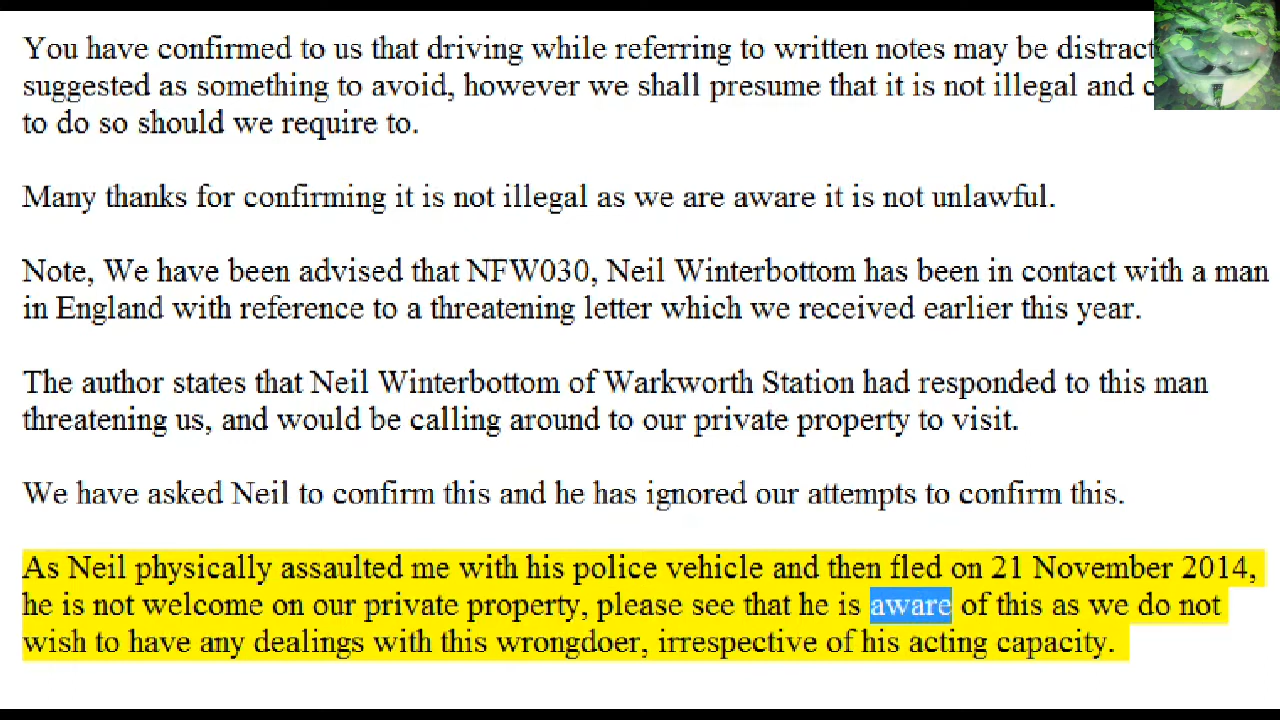 You have confirmed to us that driving while referring to written notes may be
suggested as something to avoid, however we shall presume that it is not illegal and
to do so should we require to.
Many thanks for confirming it is not illegal as we are aware it is not unlawful.
Note, We have been advised that NFW030, Neil Winterbottom has been in contact with a man
in England with reference to a threatening letter which we received earlier this year.
The author states that Neil Winterbottom of Warkworth Station had responded to this man
threatening us, and would be calling around to our private property to visit.
We have asked Neil to confirm this and he has ignored our attempts to confirm this.
As Neil physically assaulted me with his police vehicle and then fled on 21 November 2014,
he is not welcome on our private property, please see that he is aware of this as we do not
wish to have any dealings with this wrongdoer, irrespective of his acting capacity.